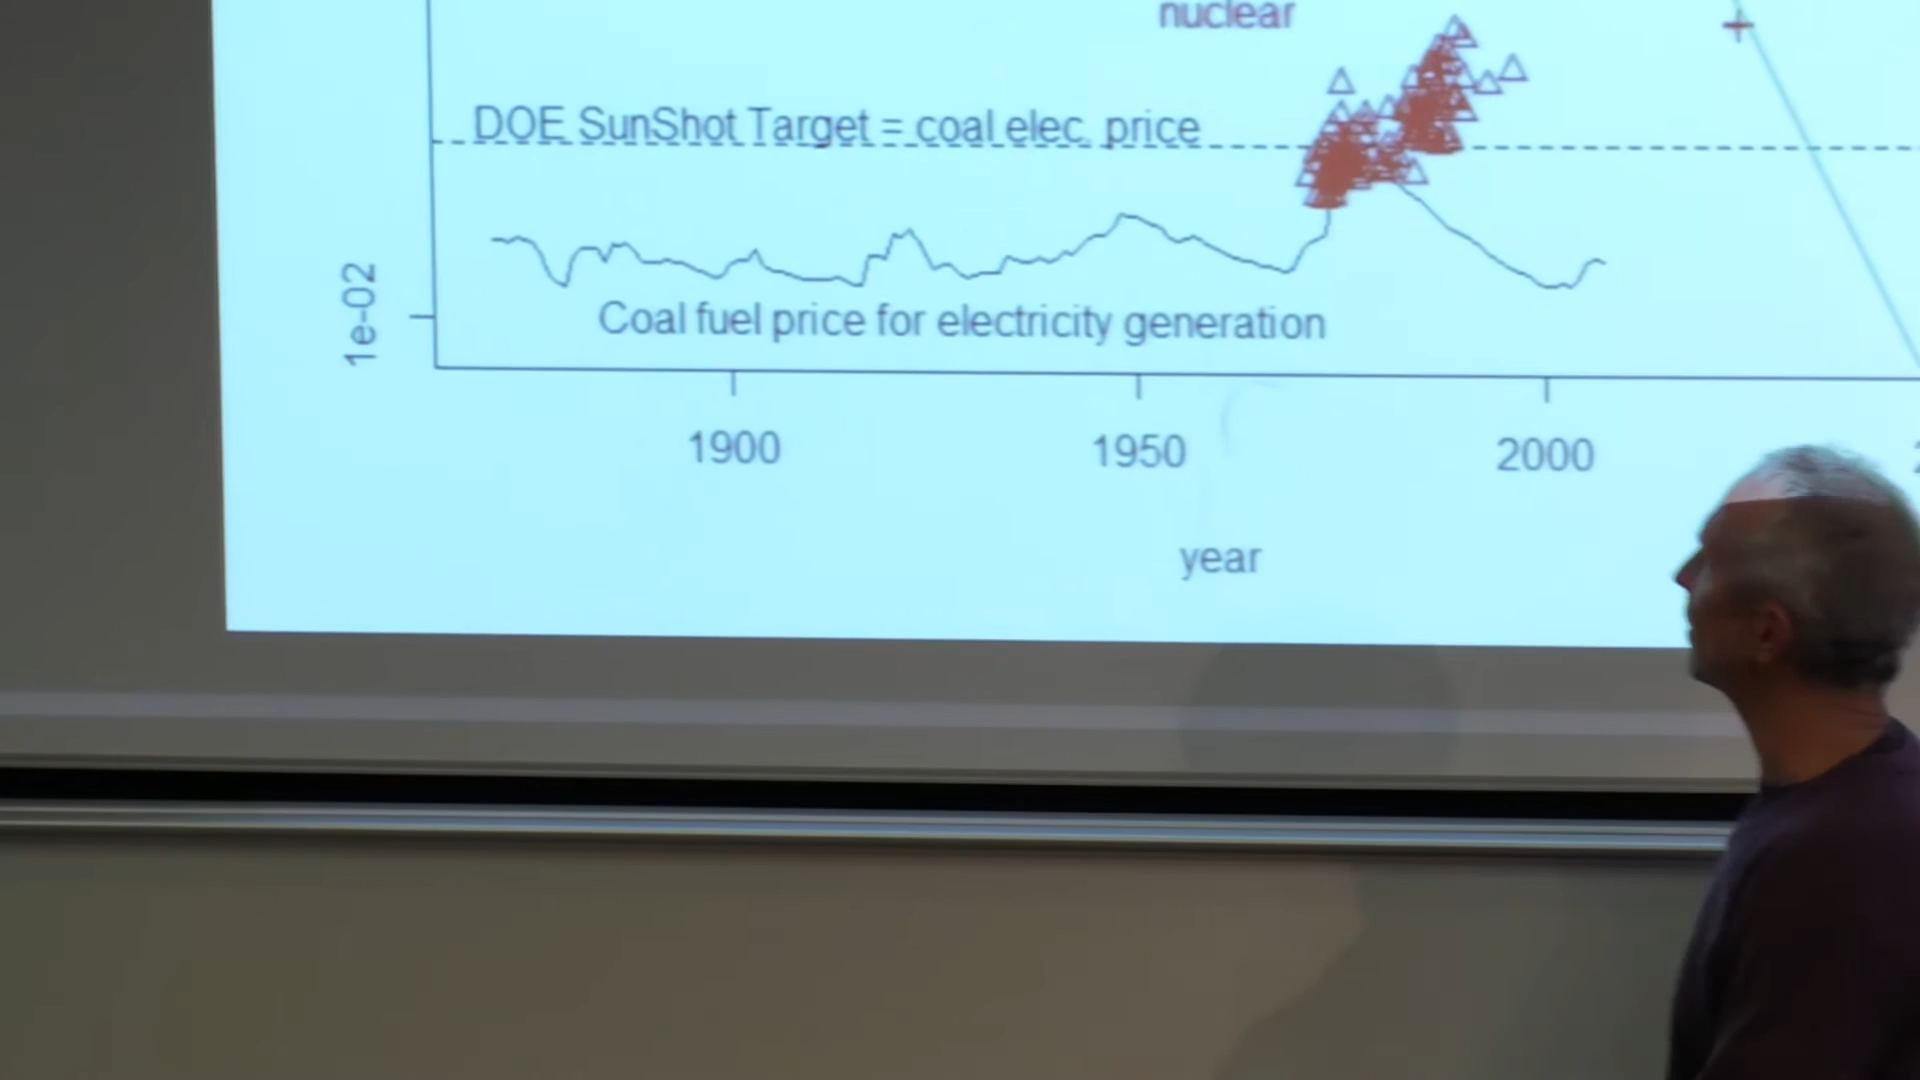 nuclear
DOE SunShot Target = coal elec. price
1e-02
Coal fuel price for electricity generation
1900 1950 2000
year